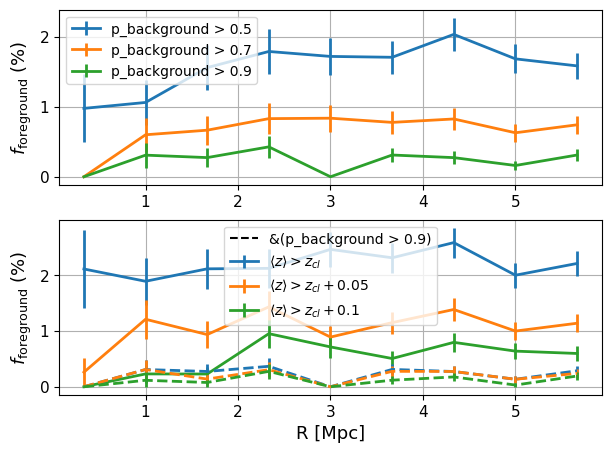 2
1
0
f_foreground (%)
p_background > 0.5
p_background > 0.7
p_background > 0.9
1 2 3 4 5
2
1
0
f_foreground (%)
&(p_background > 0.9)
⟨z⟩ > z_cl
⟨z⟩ > z_cl + 0.05
⟨z⟩ > z_cl + 0.1
1 2 3 4 5
R [Mpc]